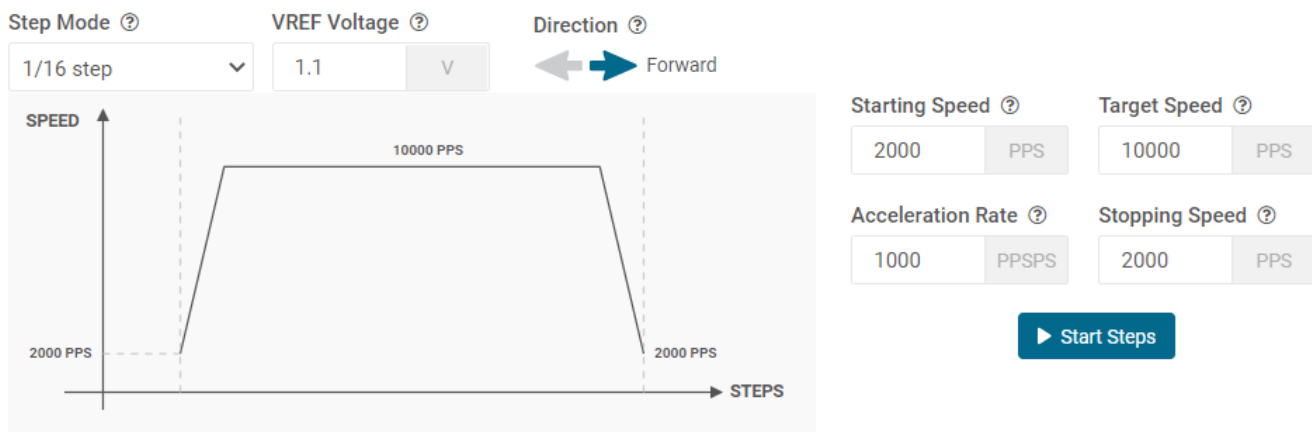 Step Mode ?
VREF Voltage ?
Direction ?
1/16 step
1.1 V
Forward
SPEED
10000 PPS
2000 PPS
2000 PPS
STEPS
Starting Speed ?
Target Speed ?
2000 PPS
10000 PPS
Acceleration Rate ?
Stopping Speed ?
1000 PPSPS
2000 PPS
Start Steps